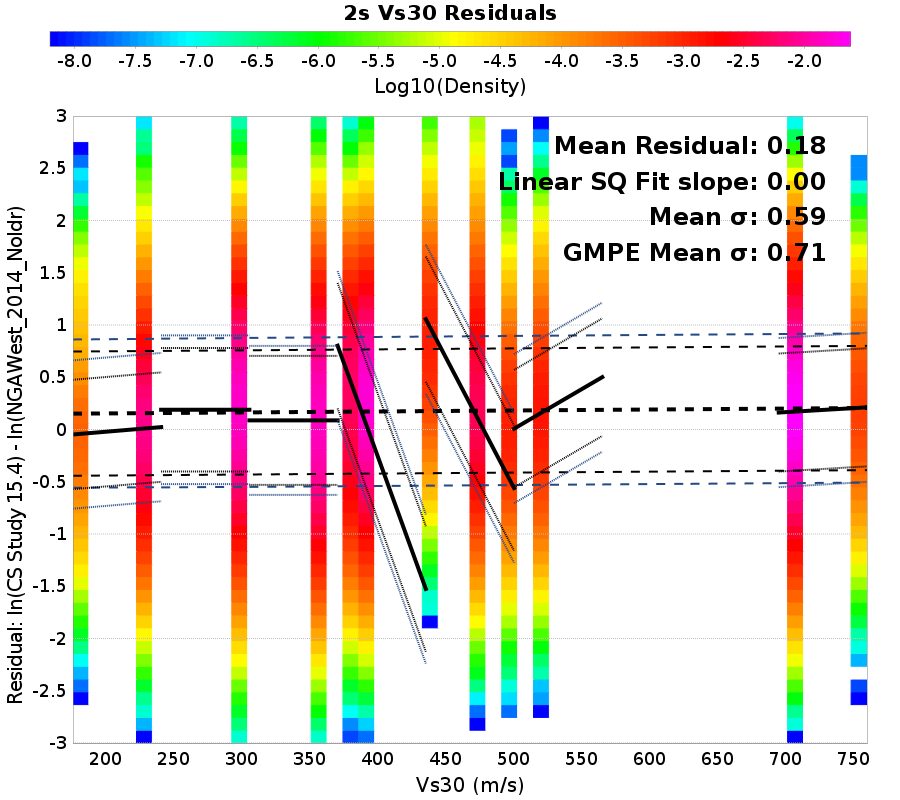 2s Vs30 Residuals
-8.0 -7.5 -7.0 -6.5 -6.0 -5.5 -5.0 -4.5 -4.0 -3.5 -3.0 -2.5 -2.0
Log10(Density)
Mean Residual: 0.18
Linear SQ Fit slope: 0.00
Mean σ: 0.59
GMPE Mean σ: 0.71
Residual: ln(CS Study 15.4) - ln(NGAWest_2014_NoIdr)
3
2.5
2
1.5
1
0.5
0
-0.5
-1
-1.5
-2
-2.5
-3
200 250 300 350 400 450 500 550 600 650 700 750
Vs30 (m/s)